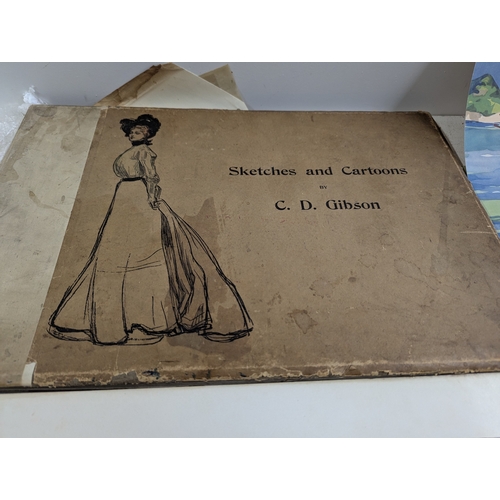 Sketches and Cartoons
BY
C. D. Gibson